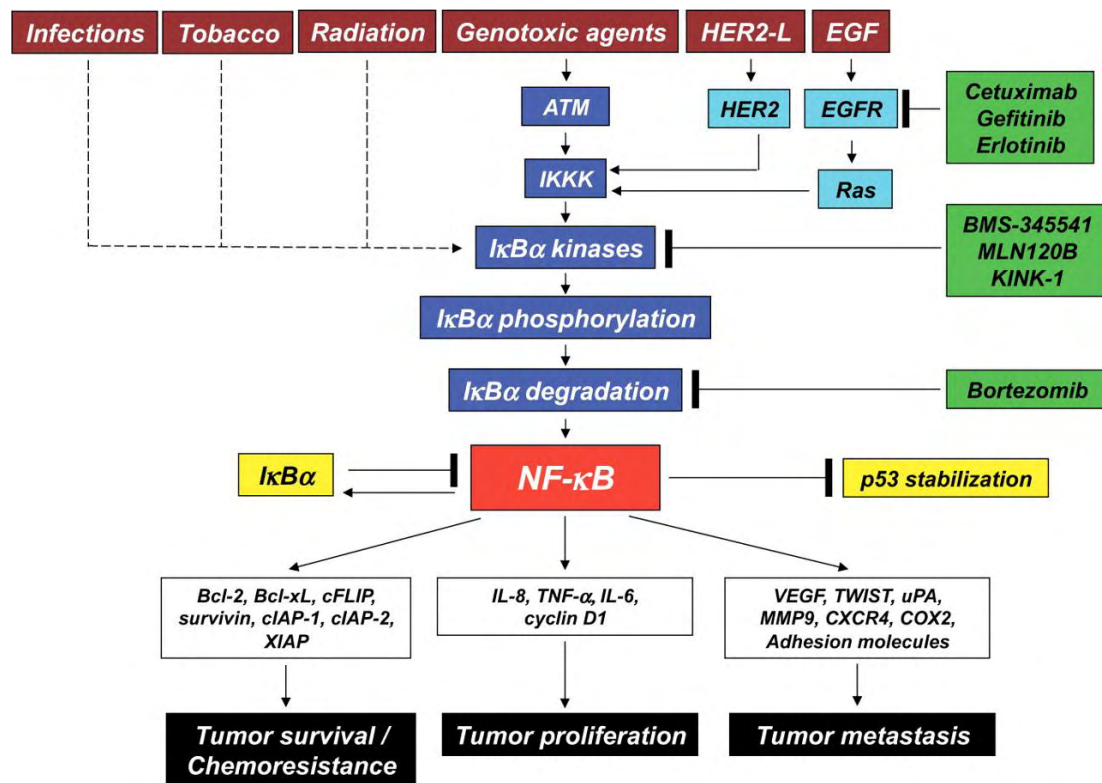 Infections
Tobacco
Radiation
Genotoxic agents
HER2-L
EGF
ATM
HER2
EGFR
Cetuximab
Gefitinib
Erlotinib
IKKK
Ras
IκBα kinases
BMS-345541
MLN120B
KINK-1
IκBα phosphorylation
IκBα degradation
Bortezomib
IκBα
NF-κB
p53 stabilization
Bcl-2, Bcl-xL, cFLIP,
survivin, cIAP-1, cIAP-2,
XIAP
IL-8, TNF-α, IL-6,
cyclin D1
VEGF, TWIST, uPA,
MMP9, CXCR4, COX2,
Adhesion molecules
Tumor survival /
Chemoresistance
Tumor proliferation
Tumor metastasis